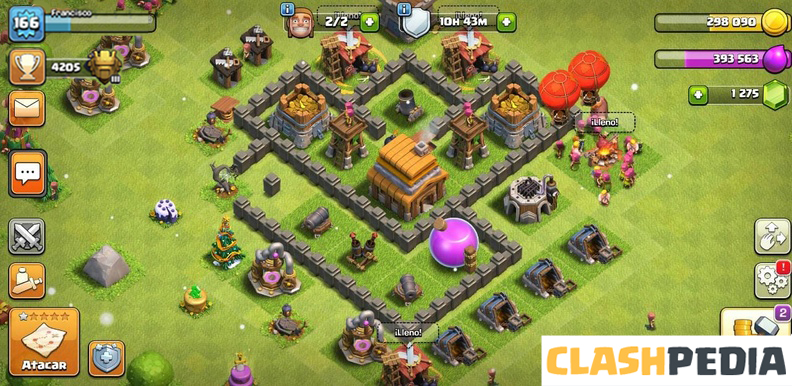 166
Francisco
2/2
10H 43M
298 090
4205
393 563
1 275
¡Lleno!
¡Lleno!
Atacar
!
2
CLASHPEDIA